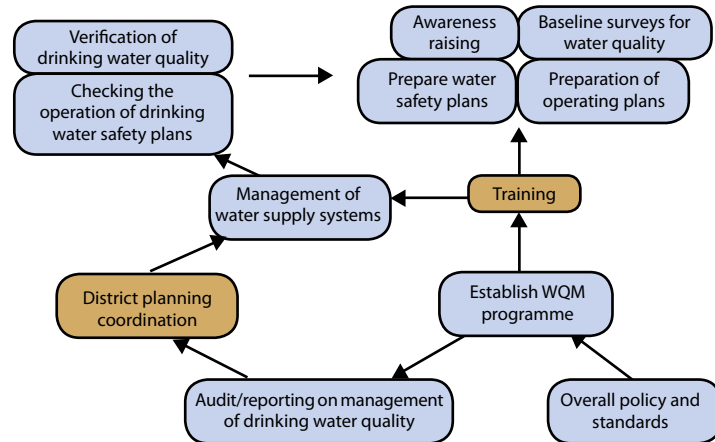 Verification of
drinking water quality
Checking the
operation of drinking
water safety plans
Awareness
raising
Baseline surveys for
water quality
Prepare water
safety plans
Preparation of
operating plans
Management of
water supply systems
Training
District planning
coordination
Establish WQM
programme
Audit/reporting on management
of drinking water quality
Overall policy and
standards